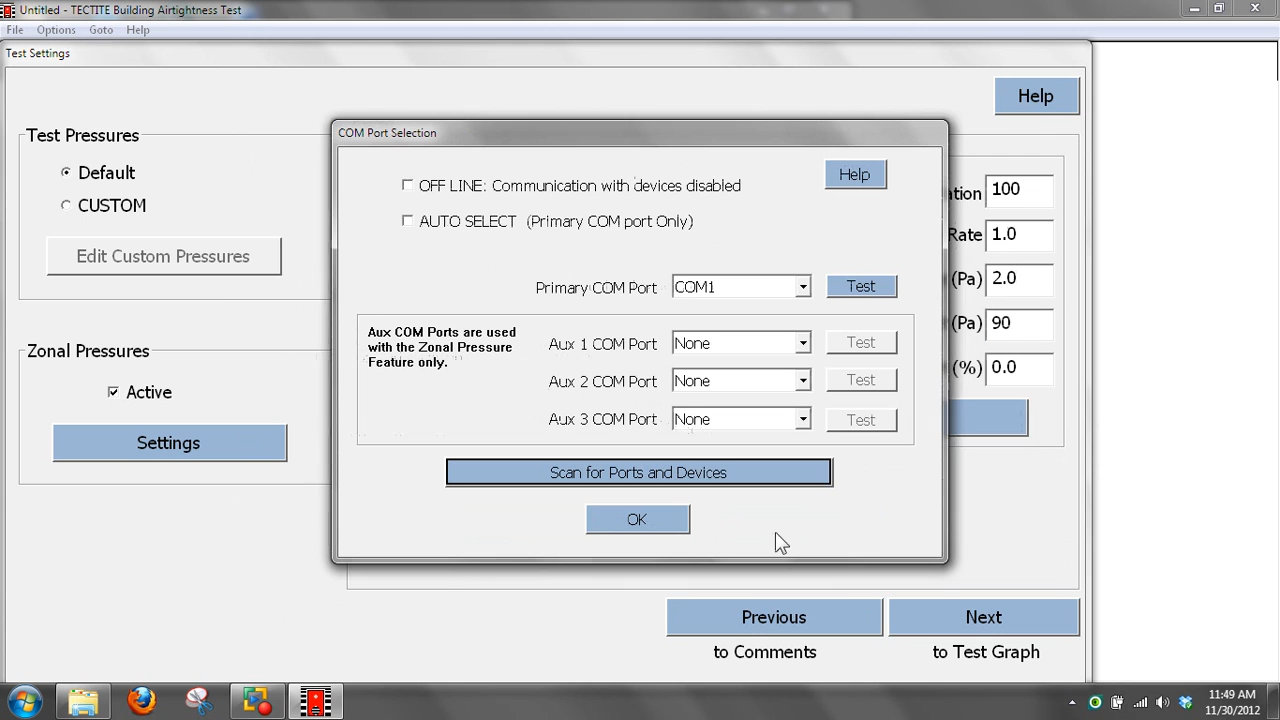 Untitled - TECTITE Building Airtightness Test
File Options Goto Help
Test Settings
Help
Test Pressures
Default
CUSTOM
Edit Custom Pressures
Zonal Pressures
Active
Settings
COM Port Selection
OFF LINE: Communication with devices disabled
Help
AUTO SELECT (Primary COM port Only)
Primary COM Port COM1 Test
Aux COM Ports are used
with the Zonal Pressure
Feature only.
Aux 1 COM Port None Test
Aux 2 COM Port None Test
Aux 3 COM Port None Test
Scan for Ports and Devices
OK
ation 100
Rate 1.0
(Pa) 2.0
(Pa) 90
(%) 0.0
Previous
to Comments
Next
to Test Graph
11:49 AM
11/30/2012